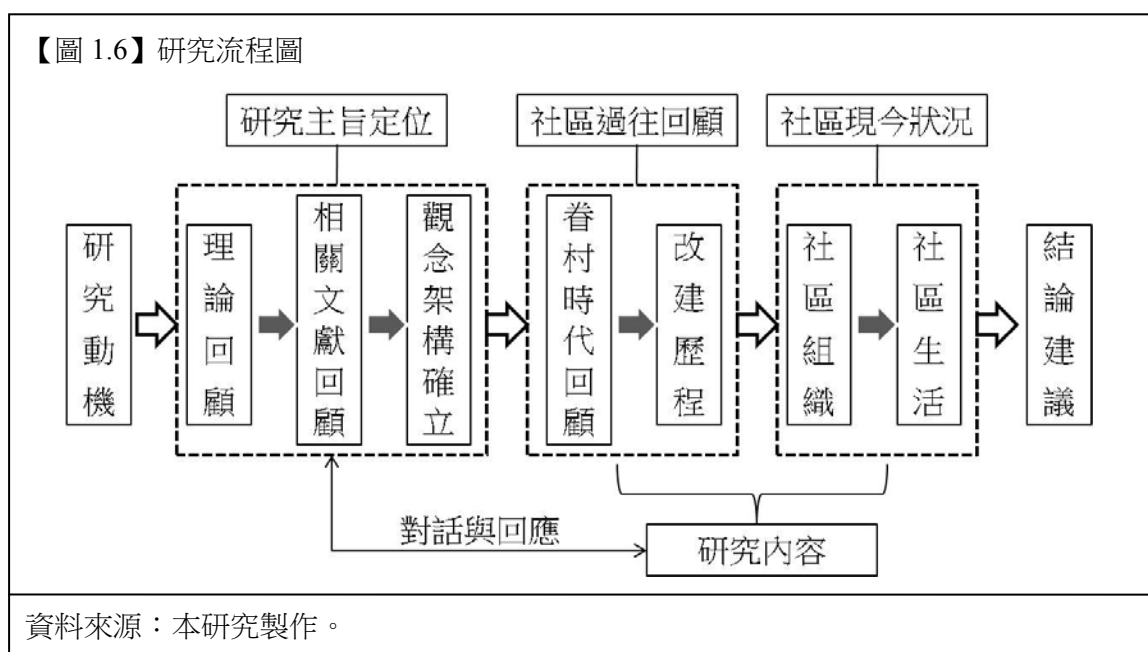 【圖 1.6】研究流程圖
研究主旨定位
社區過往回顧
社區現今狀況
研究動機
理論回顧
相關文獻回顧
觀念架構確立
眷村時代回顧
改建歷程
社區組織
社區生活
結論建議
對話與回應
研究內容
資料來源：本研究製作。